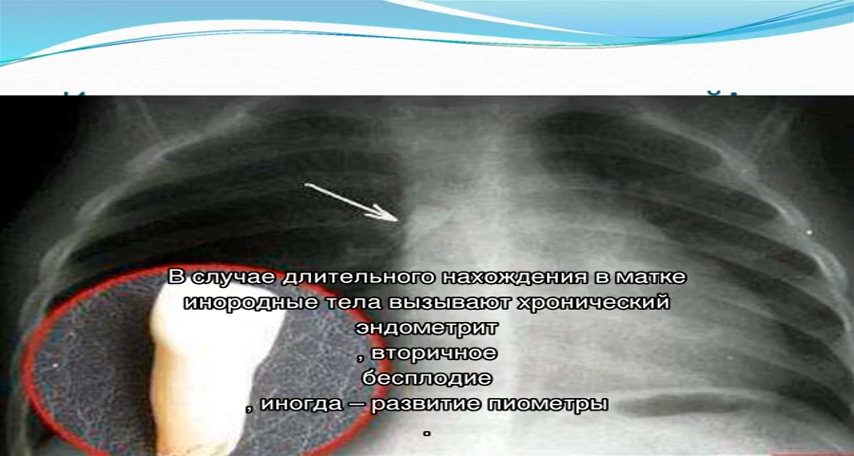 В случае длительного нахождения в матке
инородные тела вызывают хронический
эндометрит
, вторичное
бесплодие
, иногда – развитие пиометры
.